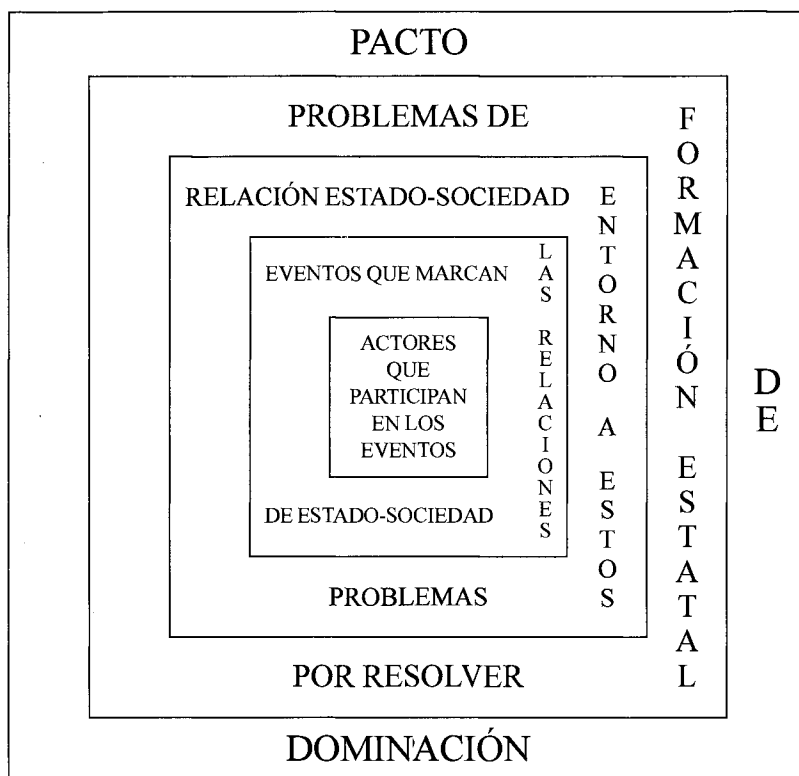 PACTO
DE
DOMINACIÓN
PROBLEMAS DE
FORMACIÓN ESTATAL
POR RESOLVER
RELACIÓN ESTADO-SOCIEDAD
ENTORNO A ESTOS
PROBLEMAS
EVENTOS QUE MARCAN
LAS RELACIONES
DE ESTADO-SOCIEDAD
ACTORES
QUE
PARTICIPAN
EN LOS
EVENTOS